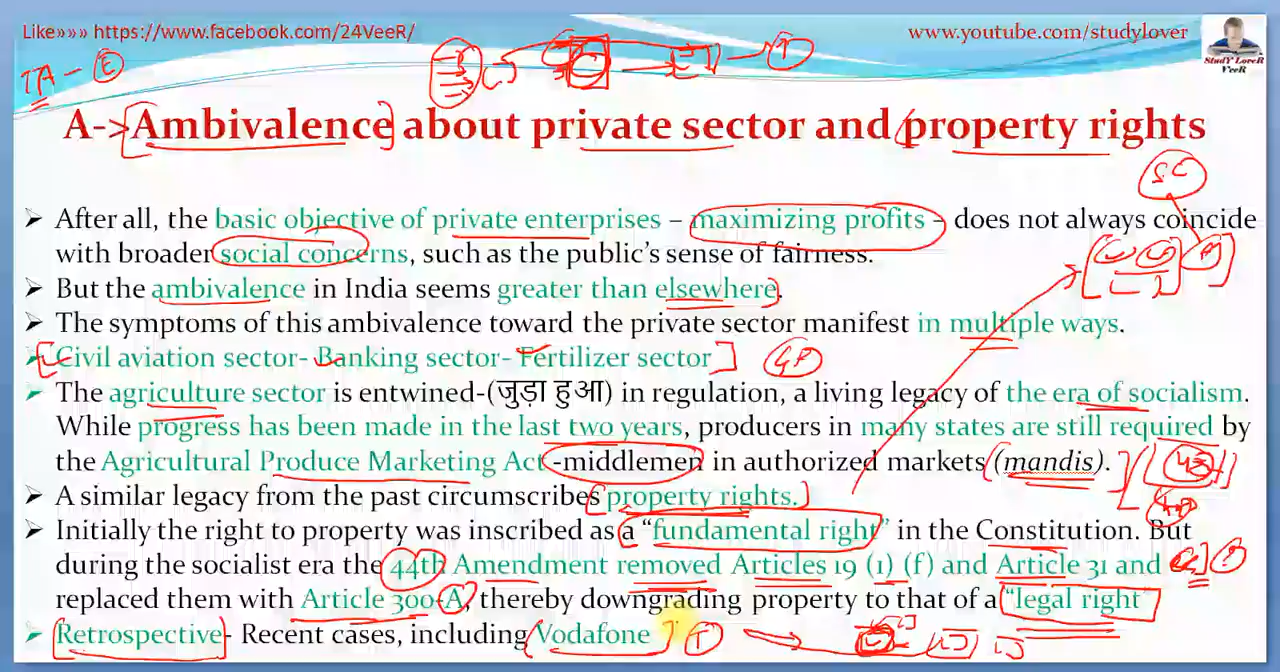 Like»»» https://www.facebook.com/24VeeR/
www.youtube.com/studylover
StudY LoveR
VeeR
IA - E
A->Ambivalence about private sector and property rights
After all, the basic objective of private enterprises – maximizing profits – does not always coincide
with broader social concerns, such as the public's sense of fairness.
But the ambivalence in India seems greater than elsewhere.
The symptoms of this ambivalence toward the private sector manifest in multiple ways.
Civil aviation sector- Banking sector- Fertilizer sector
The agriculture sector is entwined-(जुड़ा हुआ) in regulation, a living legacy of the era of socialism.
While progress has been made in the last two years, producers in many states are still required by
the Agricultural Produce Marketing Act -middlemen in authorized markets (mandis).
A similar legacy from the past circumscribes property rights.
Initially the right to property was inscribed as a “fundamental right” in the Constitution. But
during the socialist era the 44th Amendment removed Articles 19 (1) (f) and Article 31 and
replaced them with Article 300-A, thereby downgrading property to that of a “legal right”
Retrospective- Recent cases, including Vodafone